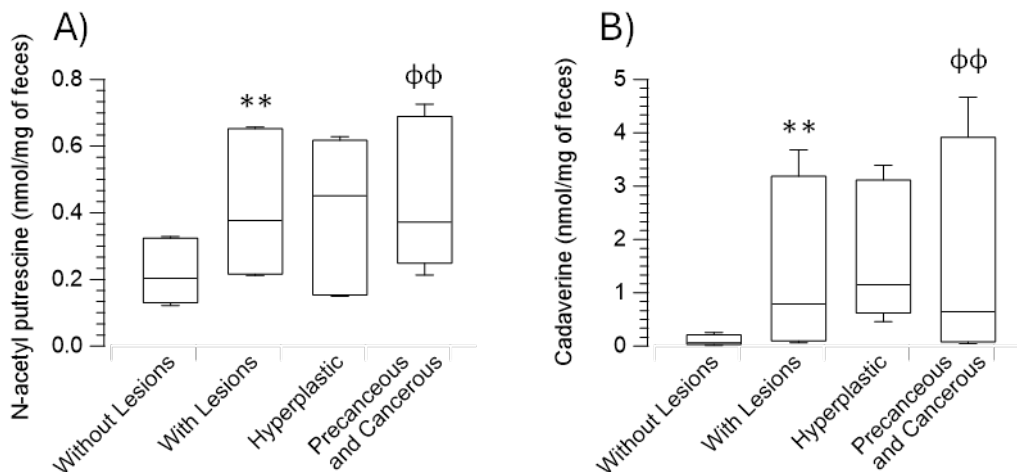 A)
N-acetyl putrescine (nmol/mg of feces)
0.8
0.6
0.4
0.2
0.0
**
ϕϕ
Without Lesions
With Lesions
Hyperplastic
Precanceous
and Cancerous
B)
Cadaverine (nmol/mg of feces)
5
4
3
2
1
0
**
ϕϕ
Without Lesions
With Lesions
Hyperplastic
Precanceous
and Cancerous